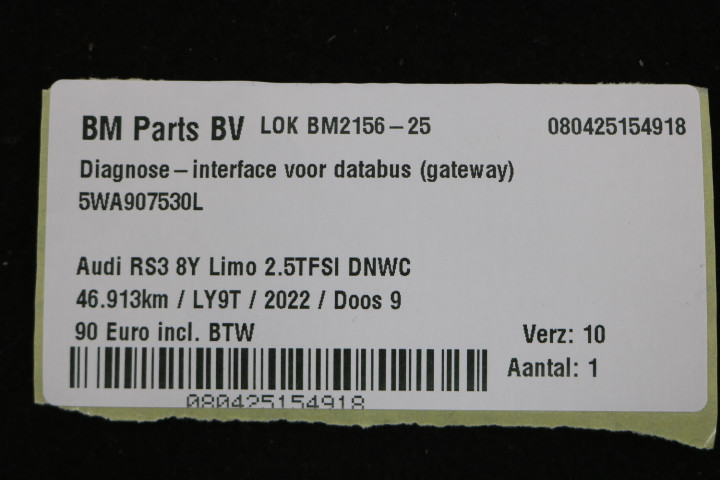 BM Parts BV LOK BM2156-25 080425154918
Diagnose-interface voor databus (gateway)
5WA907530L
Audi RS3 8Y Limo 2.5TFSI DNWC
46.913km / LY9T / 2022 / Doos 9
90 Euro incl. BTW
Verz: 10
Aantal: 1
080425154918